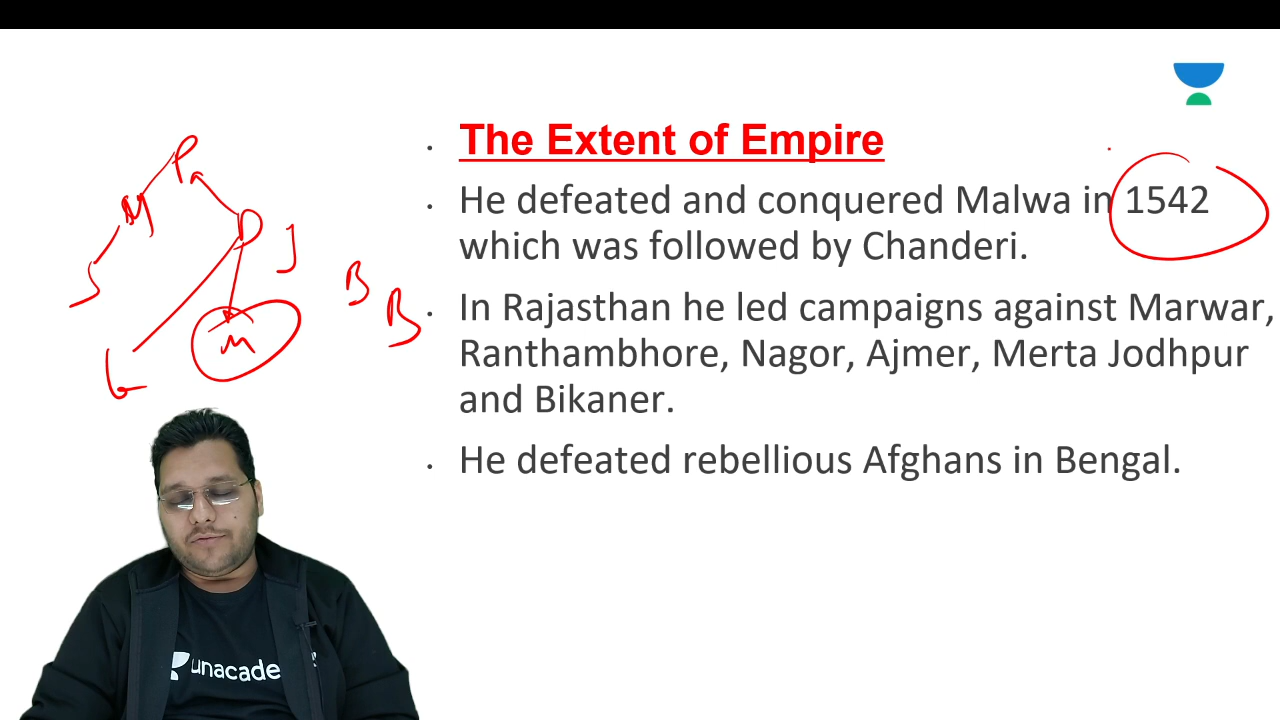 The Extent of Empire
He defeated and conquered Malwa in 1542
which was followed by Chanderi.
In Rajasthan he led campaigns against Marwar,
Ranthambhore, Nagor, Ajmer, Merta Jodhpur
and Bikaner.
He defeated rebellious Afghans in Bengal.
P
M
D
J
S
B
B
M
unacade